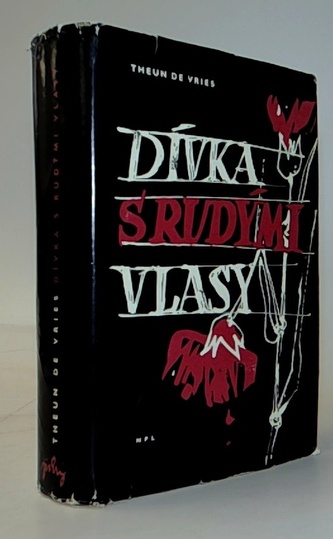 THEUN DE VRIES
DÍVKA
S RUDÝMI
VLASY
MFL
THEUN DE VRIES DÍVKA S RUDÝMI VLASY